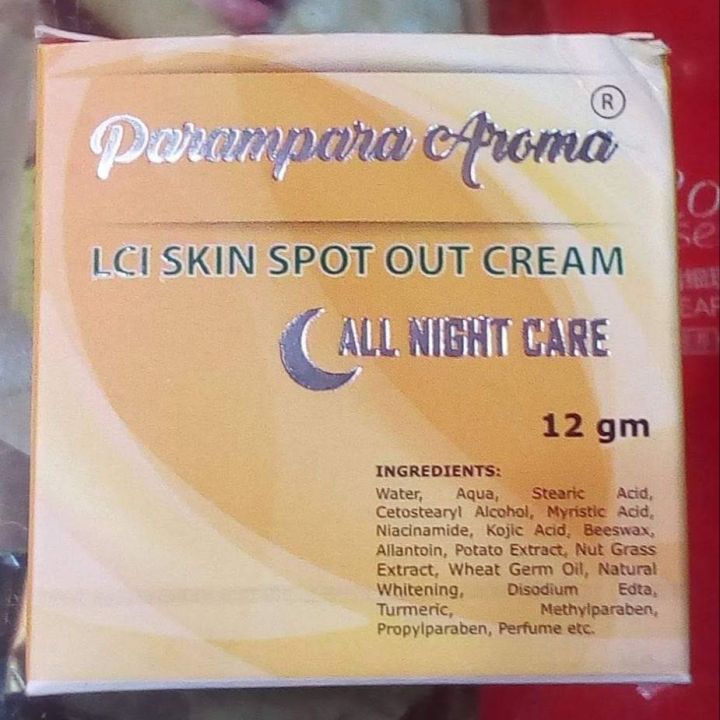 Parampara Aroma ®
LCI SKIN SPOT OUT CREAM
ALL NIGHT CARE
12 gm
INGREDIENTS:
Water, Aqua, Stearic Acid,
Cetostearyl Alcohol, Myristic Acid,
Niacinamide, Kojic Acid, Beeswax,
Allantoin, Potato Extract, Nut Grass
Extract, Wheat Germ Oil, Natural
Whitening, Disodium Edta,
Turmeric, Methylparaben,
Propylparaben, Perfume etc.